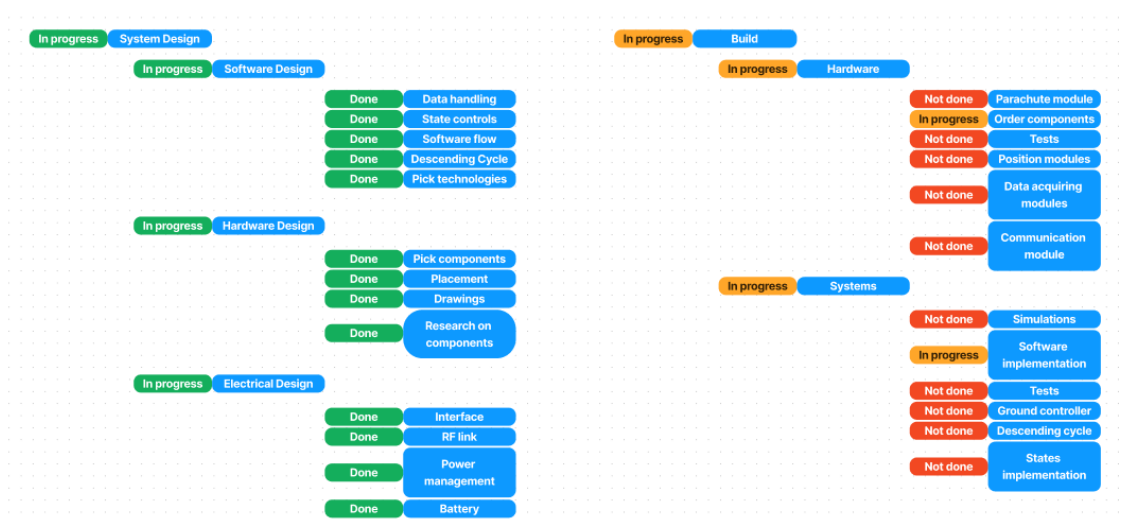 In progress System Design
In progress Software Design
Done Data handling
Done State controls
Done Software flow
Done Descending Cycle
Done Pick technologies
In progress Hardware Design
Done Pick components
Done Placement
Done Drawings
Done Research on
components
In progress Electrical Design
Done Interface
Done RF link
Done Power
management
Done Battery
In progress Build
In progress Hardware
Not done Parachute module
In progress Order components
Not done Tests
Not done Position modules
Not done Data acquiring
modules
Not done Communication
module
In progress Systems
Not done Simulations
In progress Software
implementation
Not done Tests
Not done Ground controller
Not done Descending cycle
Not done States
implementation